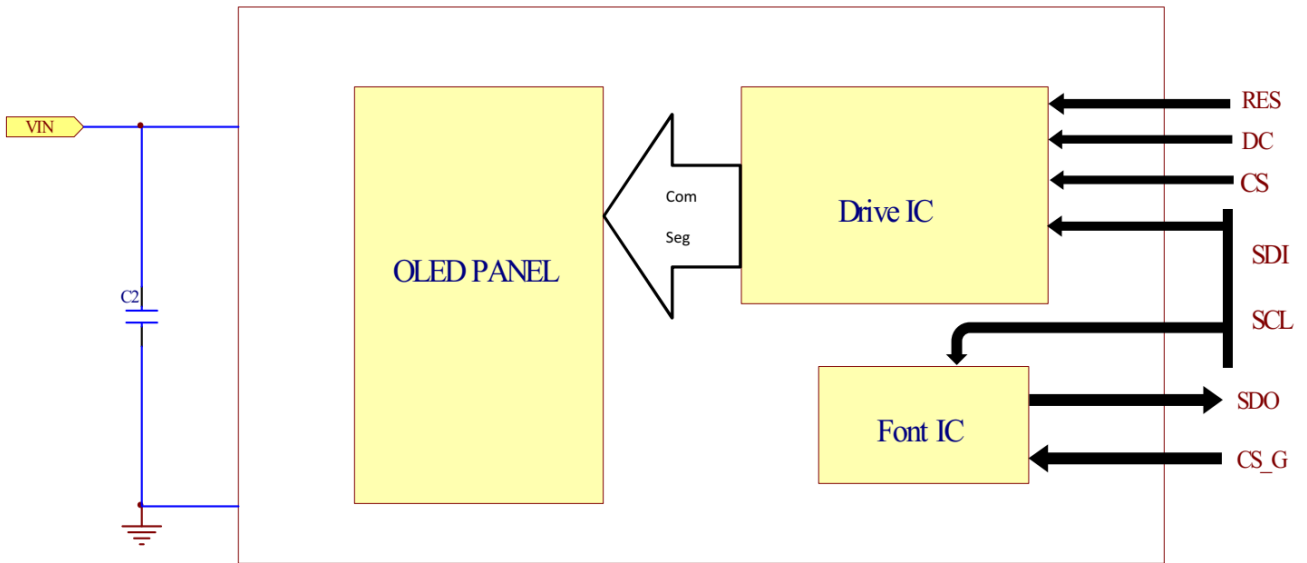 VIN
C2
OLED PANEL
Com
Seg
Drive IC
Font IC
RES
DC
CS
SDI
SCL
SDO
CS_G